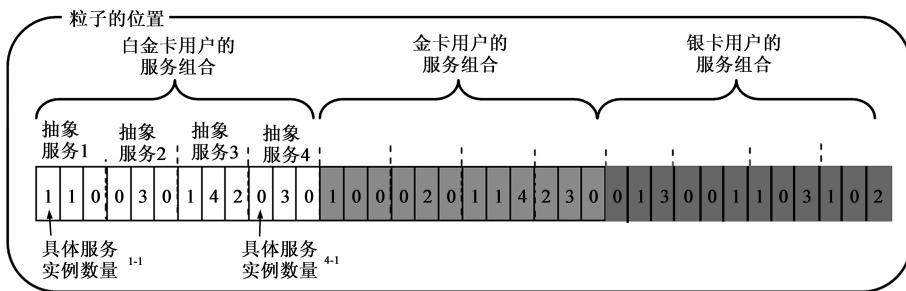 粒子的位置
白金卡用户的
服务组合
金卡用户的
服务组合
银卡用户的
服务组合
抽象
服务1
抽象
服务2
抽象
服务3
抽象
服务4
1 1 0 0 3 0 1 4 2 0 3 0 1 0 0 0 2 0 1 1 4 2 3 0 0 1 3 0 0 1 1 0 3 1 0 2
具体服务
实例数量 1-1
具体服务
实例数量 4-1